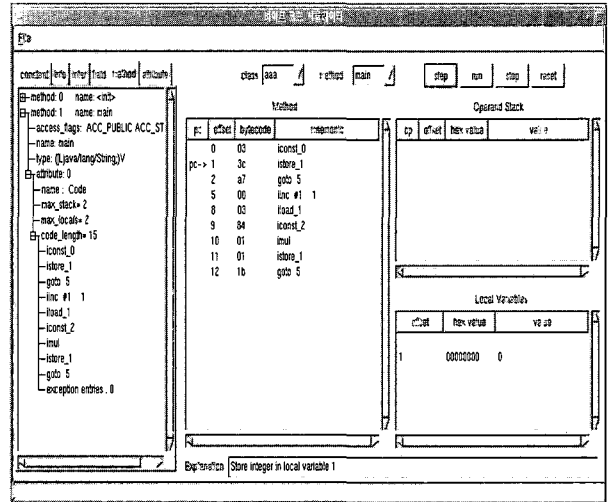 File
constant info inter field method attribute
class aaa method main step run stop reset
method: 0 name: <init>
method: 1 name: main
access_flags: ACC_PUBLIC ACC_ST
name: main
type: ([Ljava/lang/String;)V
attribute: 0
name : Code
max_stack= 2
max_locals= 2
code_length= 15
iconst_0
istore_1
goto 5
iinc #1 1
iload_1
iconst_2
imul
istore_1
goto 5
exception entries : 0
Method
pc offset bytecode mnemonic
0 03 iconst_0
pc-> 1 3c istore_1
2 a7 goto 5
5 00 iinc #1 1
8 03 iload_1
9 84 iconst_2
10 01 imul
11 01 istore_1
12 1b goto 5
Operand Stack
op offset hex value value
Local Variables
offset hex value value
1 00000000 0
Explanation Store integer in local variable 1